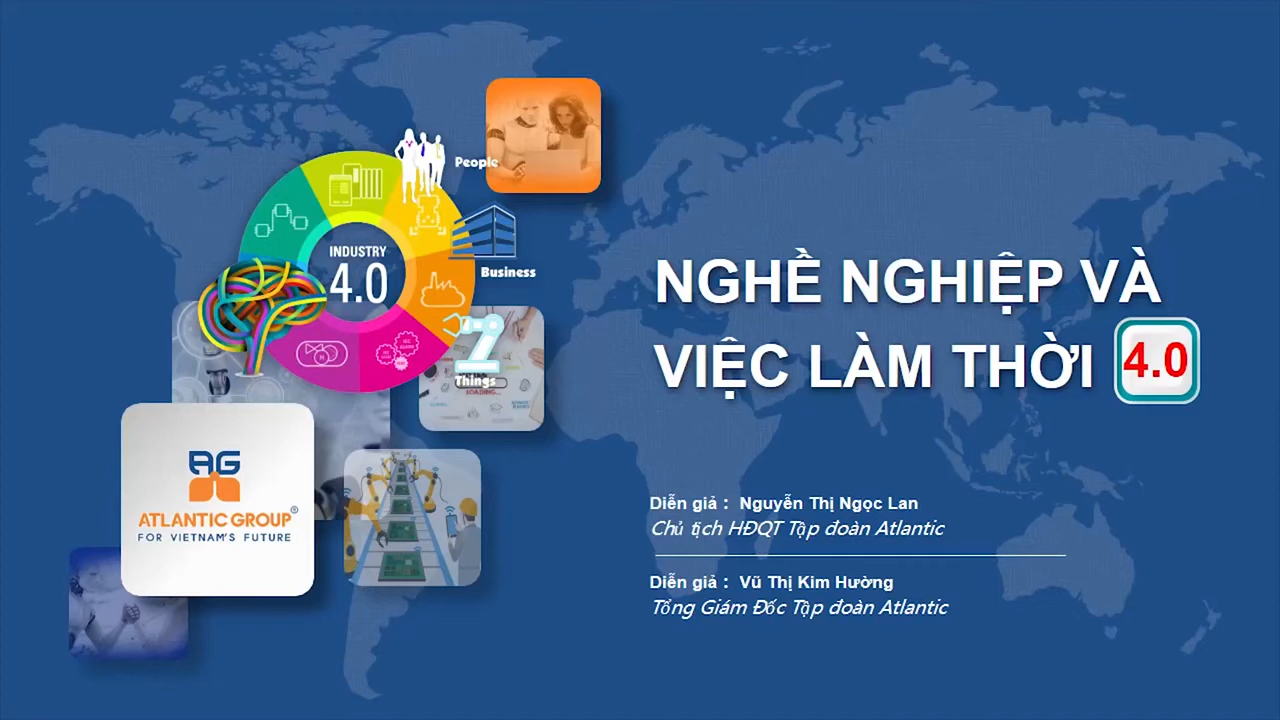 People
INDUSTRY
4.0
Business
Things
LOADING...
NGHỀ NGHIỆP VÀ
VIỆC LÀM THỜI 4.0
AG
ATLANTIC GROUP®
FOR VIETNAM'S FUTURE
Diễn giả : Nguyễn Thị Ngọc Lan
Chủ tịch HĐQT Tập đoàn Atlantic
Diễn giả : Vũ Thị Kim Hường
Tổng Giám Đốc Tập đoàn Atlantic